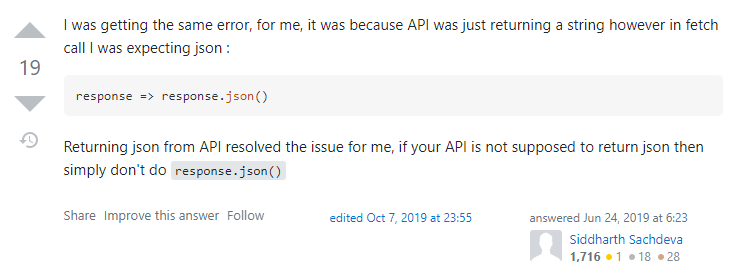 I was getting the same error, for me, it was because API was just returning a string however in fetch
call I was expecting json :
19
response => response.json()
Returning json from API resolved the issue for me, if your API is not supposed to return json then
simply don't do response.json()
Share Improve this answer Follow
edited Oct 7, 2019 at 23:55
answered Jun 24, 2019 at 6:23
Siddharth Sachdeva
1,716 1 18 28